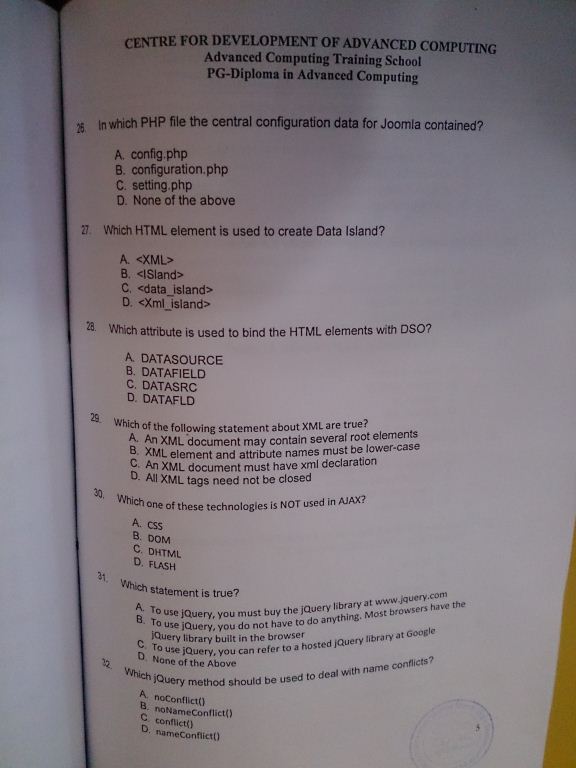 CENTRE FOR DEVELOPMENT OF ADVANCED COMPUTING
Advanced Computing Training School
PG-Diploma in Advanced Computing
26. In which PHP file the central configuration data for Joomla contained?
A. config.php
B. configuration.php
C. setting.php
D. None of the above
27. Which HTML element is used to create Data Island?
A. <XML>
B. <ISland>
C. <data_island>
D. <Xml_island>
28. Which attribute is used to bind the HTML elements with DSO?
A. DATASOURCE
B. DATAFIELD
C. DATASRC
D. DATAFLD
29. Which of the following statement about XML are true?
A. An XML document may contain several root elements
B. XML element and attribute names must be lower-case
C. An XML document must have xml declaration
D. All XML tags need not be closed
30. Which one of these technologies is NOT used in AJAX?
A. CSS
B. DOM
C. DHTML
D. FLASH
31. Which statement is true?
A. To use jQuery, you must buy the jQuery library at www.jquery.com
B. To use jQuery, you do not have to do anything. Most browsers have the
jQuery library built in the browser
C. To use jQuery, you can refer to a hosted jQuery library at Google
D. None of the Above
32. Which jQuery method should be used to deal with name conflicts?
A. noConflict()
B. noNameConflict()
C. conflict()
D. nameConflict()
5